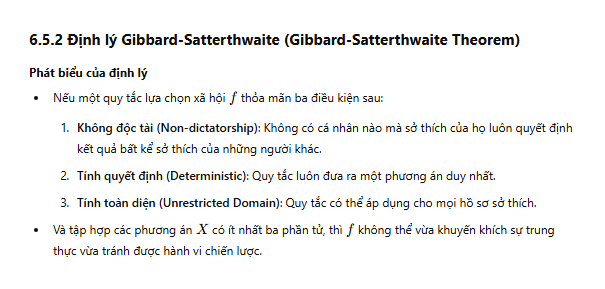 6.5.2 Định lý Gibbard-Satterthwaite (Gibbard-Satterthwaite Theorem)
Phát biểu của định lý
• Nếu một quy tắc lựa chọn xã hội f thỏa mãn ba điều kiện sau:
1. Không độc tài (Non-dictatorship): Không có cá nhân nào mà sở thích của họ luôn quyết định
kết quả bất kể sở thích của những người khác.
2. Tính quyết định (Deterministic): Quy tắc luôn đưa ra một phương án duy nhất.
3. Tính toàn diện (Unrestricted Domain): Quy tắc có thể áp dụng cho mọi hồ sơ sở thích.
• Và tập hợp các phương án X có ít nhất ba phần tử, thì f không thể vừa khuyến khích sự trung
thực vừa tránh được hành vi chiến lược.